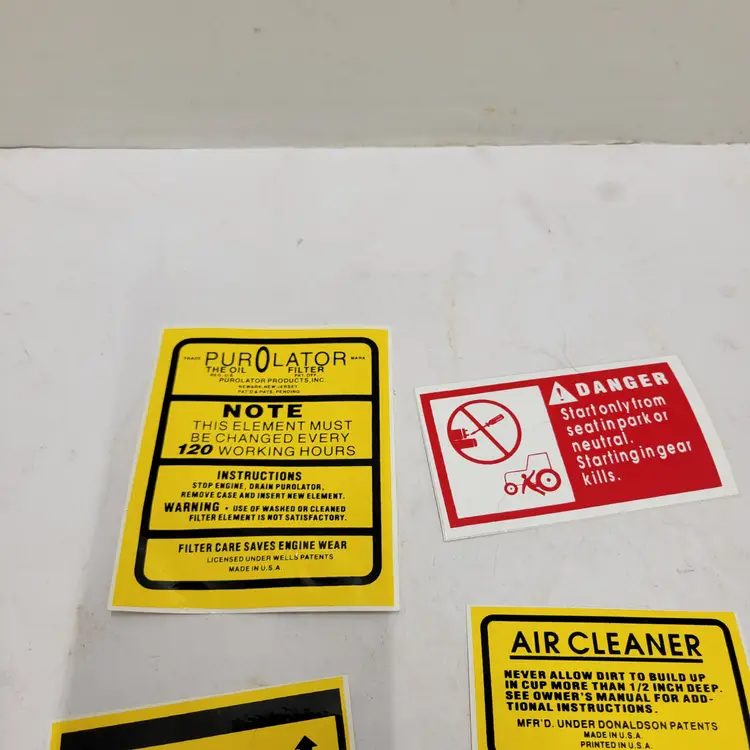 TRADE PUROLATOR MARK
THE OIL FILTER
REG. U.S. PAT. OFF.
PUROLATOR PRODUCTS, INC.
NEWARK, NEW JERSEY
PAT'D & PATS. PENDING
NOTE
THIS ELEMENT MUST
BE CHANGED EVERY
120 WORKING HOURS
INSTRUCTIONS
STOP ENGINE, DRAIN PUROLATOR,
REMOVE CASE AND INSERT NEW ELEMENT.
WARNING • USE OF WASHED OR CLEANED
FILTER ELEMENT IS NOT SATISFACTORY.
FILTER CARE SAVES ENGINE WEAR
LICENSED UNDER WELLS PATENTS
MADE IN U.S.A
DANGER
Start only from
seat in park or
neutral.
Starting in gear
kills.
AIR CLEANER
NEVER ALLOW DIRT TO BUILD UP
IN CUP MORE THAN 1/2 INCH DEEP.
SEE OWNER'S MANUAL FOR ADD-
TIONAL INSTRUCTIONS.
MFR'D. UNDER DONALDSON PATENTS
MADE IN U.S.A.
PRINTED IN U.S.A.